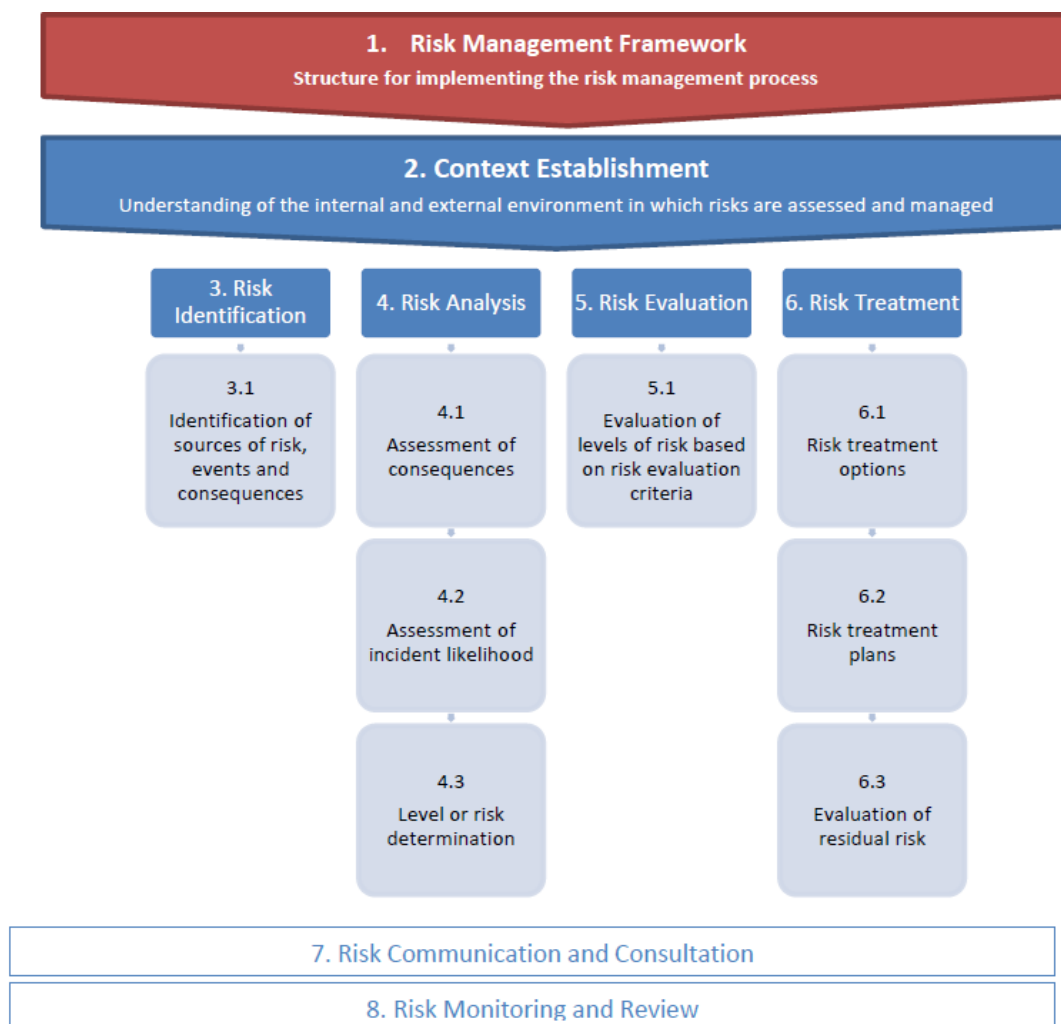 1. Risk Management Framework
Structure for implementing the risk management process
2. Context Establishment
Understanding of the internal and external environment in which risks are assessed and managed
3. Risk
Identification
3.1
Identification of
sources of risk,
events and
consequences
4. Risk Analysis
4.1
Assessment of
consequences
4.2
Assessment of
incident likelihood
4.3
Level or risk
determination
5. Risk Evaluation
5.1
Evaluation of
levels of risk based
on risk evaluation
criteria
6. Risk Treatment
6.1
Risk treatment
options
6.2
Risk treatment
plans
6.3
Evaluation of
residual risk
7. Risk Communication and Consultation
8. Risk Monitoring and Review